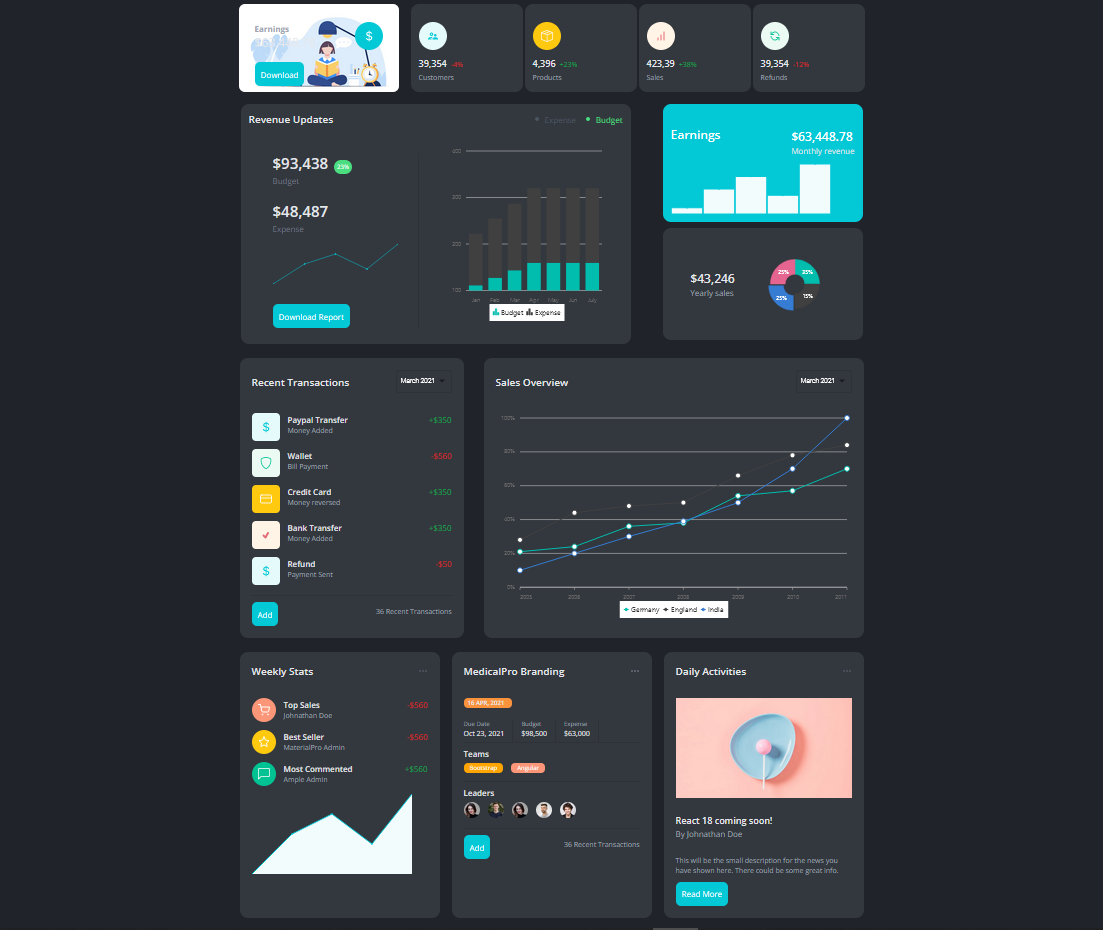 Earnings
$
Download
39,354 -4%
Customers
4,396 +23%
Products
423,39 +38%
Sales
39,354 -12%
Refunds
Revenue Updates
Expense
Budget
$93,438 23%
Budget
$48,487
Expense
Download Report
400
300
200
100
Jan Feb Mar Apr May Jun July
Budget Expense
Earnings
$63,448.78
Monthly revenue
$43,246
Yearly sales
25%
35%
25%
15%
Recent Transactions
March 2021
$
Paypal Transfer +$350
Money Added
Wallet -$560
Bill Payment
Credit Card +$350
Money reversed
Bank Transfer +$350
Money Added
$
Refund -$50
Payment Sent
Add
36 Recent Transactions
Sales Overview
March 2021
100%
80%
60%
40%
20%
0%
2005 2006 2007 2008 2009 2010 2011
Germany England India
Weekly Stats
...
Top Sales -$560
Johnathan Doe
Best Seller -$560
MaterialPro Admin
Most Commented +$560
Ample Admin
MedicalPro Branding
...
16 APR, 2021
Due Date Budget Expense
Oct 23, 2021 $98,500 $63,000
Teams
Bootstrap Angular
Leaders
Add
36 Recent Transactions
Daily Activities
...
React 18 coming soon!
By Johnathan Doe
This will be the small description for the news you
have shown here. There could be some great info.
Read More